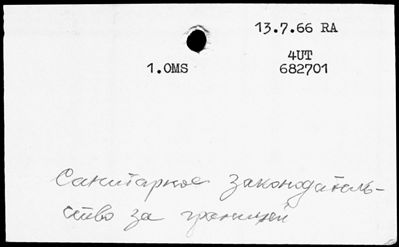 13.7.66 RA
4UT
1.OMS 682701
Санитарное законодатель-
ство за границей